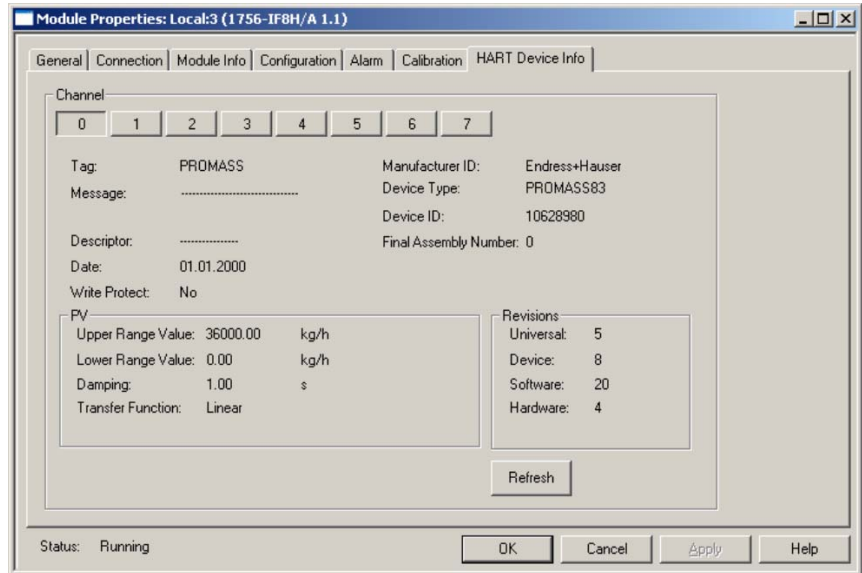 Module Properties: Local:3 (1756-IF8H/A 1.1)
General Connection Module Info Configuration Alarm Calibration HART Device Info
Channel
0 1 2 3 4 5 6 7
Tag: PROMASS
Message: --------------------------------
Descriptor: ----------------
Date: 01.01.2000
Write Protect: No
Manufacturer ID: Endress+Hauser
Device Type: PROMASS83
Device ID: 10628980
Final Assembly Number: 0
PV
Upper Range Value: 36000.00 kg/h
Lower Range Value: 0.00 kg/h
Damping: 1.00 s
Transfer Function: Linear
Revisions
Universal: 5
Device: 8
Software: 20
Hardware: 4
Refresh
Status: Running
OK Cancel Apply Help